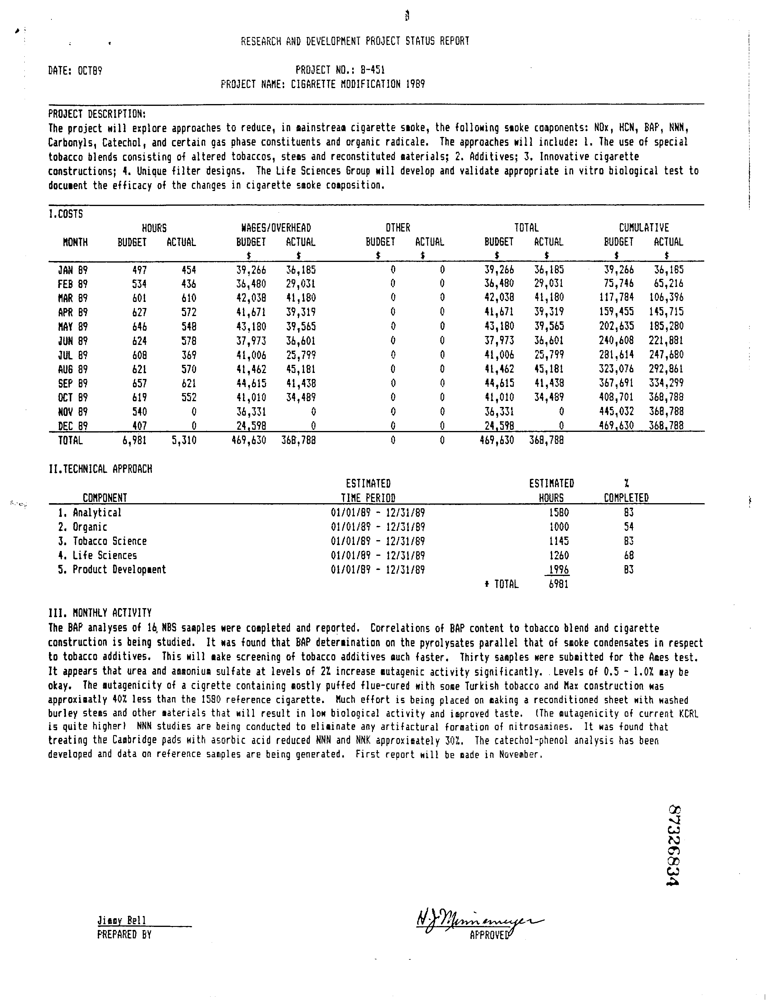 RESEARCH AND DEVELOPMENT PROJECT STATUS REPORT
DATE: OCT89 PROJECT NO.: B-451
PROJECT NAME: CIGARETTE MODIFICATION 1989
PROJECT DESCRIPTION:
The project will explore approaches to reduce, in mainstream cigarette smoke, the following smoke components: NOx, HCN, BAP, NNN,
Carbonyls, Catechol, and certain gas phase constituents and organic radicale. The approaches will include: 1. The use of special
tobacco blends consisting of altered tobaccos, stems and reconstituted materials; 2. Additives; 3. Innovative cigarette
constructions; 4. Unique filter designs. The Life Sciences Group will develop and validate appropriate in vitro biological test to
document the efficacy of the changes in cigarette smoke composition.
I.COSTS
HOURS WAGES/OVERHEAD OTHER TOTAL CUMULATIVE
MONTH BUDGET ACTUAL BUDGET ACTUAL BUDGET ACTUAL BUDGET ACTUAL BUDGET ACTUAL
$ $ $ $ $ $ $ $
JAN 89 497 454 39,266 36,185 0 0 39,266 36,185 39,266 36,185
FEB 89 534 436 36,480 29,031 0 0 36,480 29,031 75,746 65,216
MAR 89 601 610 42,038 41,180 0 0 42,038 41,180 117,784 106,396
APR 89 627 572 41,671 39,319 0 0 41,671 39,319 159,455 145,715
MAY 89 646 548 43,180 39,565 0 0 43,180 39,565 202,635 185,280
JUN 89 624 578 37,973 36,601 0 0 37,973 36,601 240,608 221,881
JUL 89 608 369 41,006 25,799 0 0 41,006 25,799 281,614 247,680
AUG 89 621 570 41,462 45,181 0 0 41,462 45,181 323,076 292,861
SEP 89 657 621 44,615 41,438 0 0 44,615 41,438 367,691 334,299
OCT 89 619 552 41,010 34,489 0 0 41,010 34,489 408,701 368,788
NOV 89 540 0 36,331 0 0 0 36,331 0 445,032 368,788
DEC 89 407 0 24,598 0 0 0 24,598 0 469,630 368,788
TOTAL 6,981 5,310 469,630 368,788 0 0 469,630 368,788
II.TECHNICAL APPROACH
ESTIMATED ESTIMATED %
COMPONENT TIME PERIOD HOURS COMPLETED
1. Analytical 01/01/89 - 12/31/89 1580 83
2. Organic 01/01/89 - 12/31/89 1000 54
3. Tobacco Science 01/01/89 - 12/31/89 1145 83
4. Life Sciences 01/01/89 - 12/31/89 1260 68
5. Product Development 01/01/89 - 12/31/89 1996 83
* TOTAL 6981
III. MONTHLY ACTIVITY
The BAP analyses of 16 NBS samples were completed and reported. Correlations of BAP content to tobacco blend and cigarette
construction is being studied. It was found that BAP determination on the pyrolysates parallel that of smoke condensates in respect
to tobacco additives. This will make screening of tobacco additives much faster. Thirty samples were submitted for the Ames test.
It appears that urea and ammonium sulfate at levels of 2% increase mutagenic activity significantly. Levels of 0.5 - 1.0% may be
okay. The mutagenicity of a cigrette containing mostly puffed flue-cured with some Turkish tobacco and Max construction was
approximatly 40% less than the 1580 reference cigarette. Much effort is being placed on making a reconditioned sheet with washed
burley stems and other materials that will result in low biological activity and improved taste. (The mutagenicity of current KCRL
is quite higher) NNN studies are being conducted to eliminate any artifactural formation of nitrosamines. It was found that
treating the Cambridge pads with asorbic acid reduced NNN and NNK approximately 30%. The catechol-phenol analysis has been
developed and data on reference samples are being generated. First report will be made in November.
87326834
Jimmy Bell H.J. Minnemeyer
PREPARED BY APPROVED